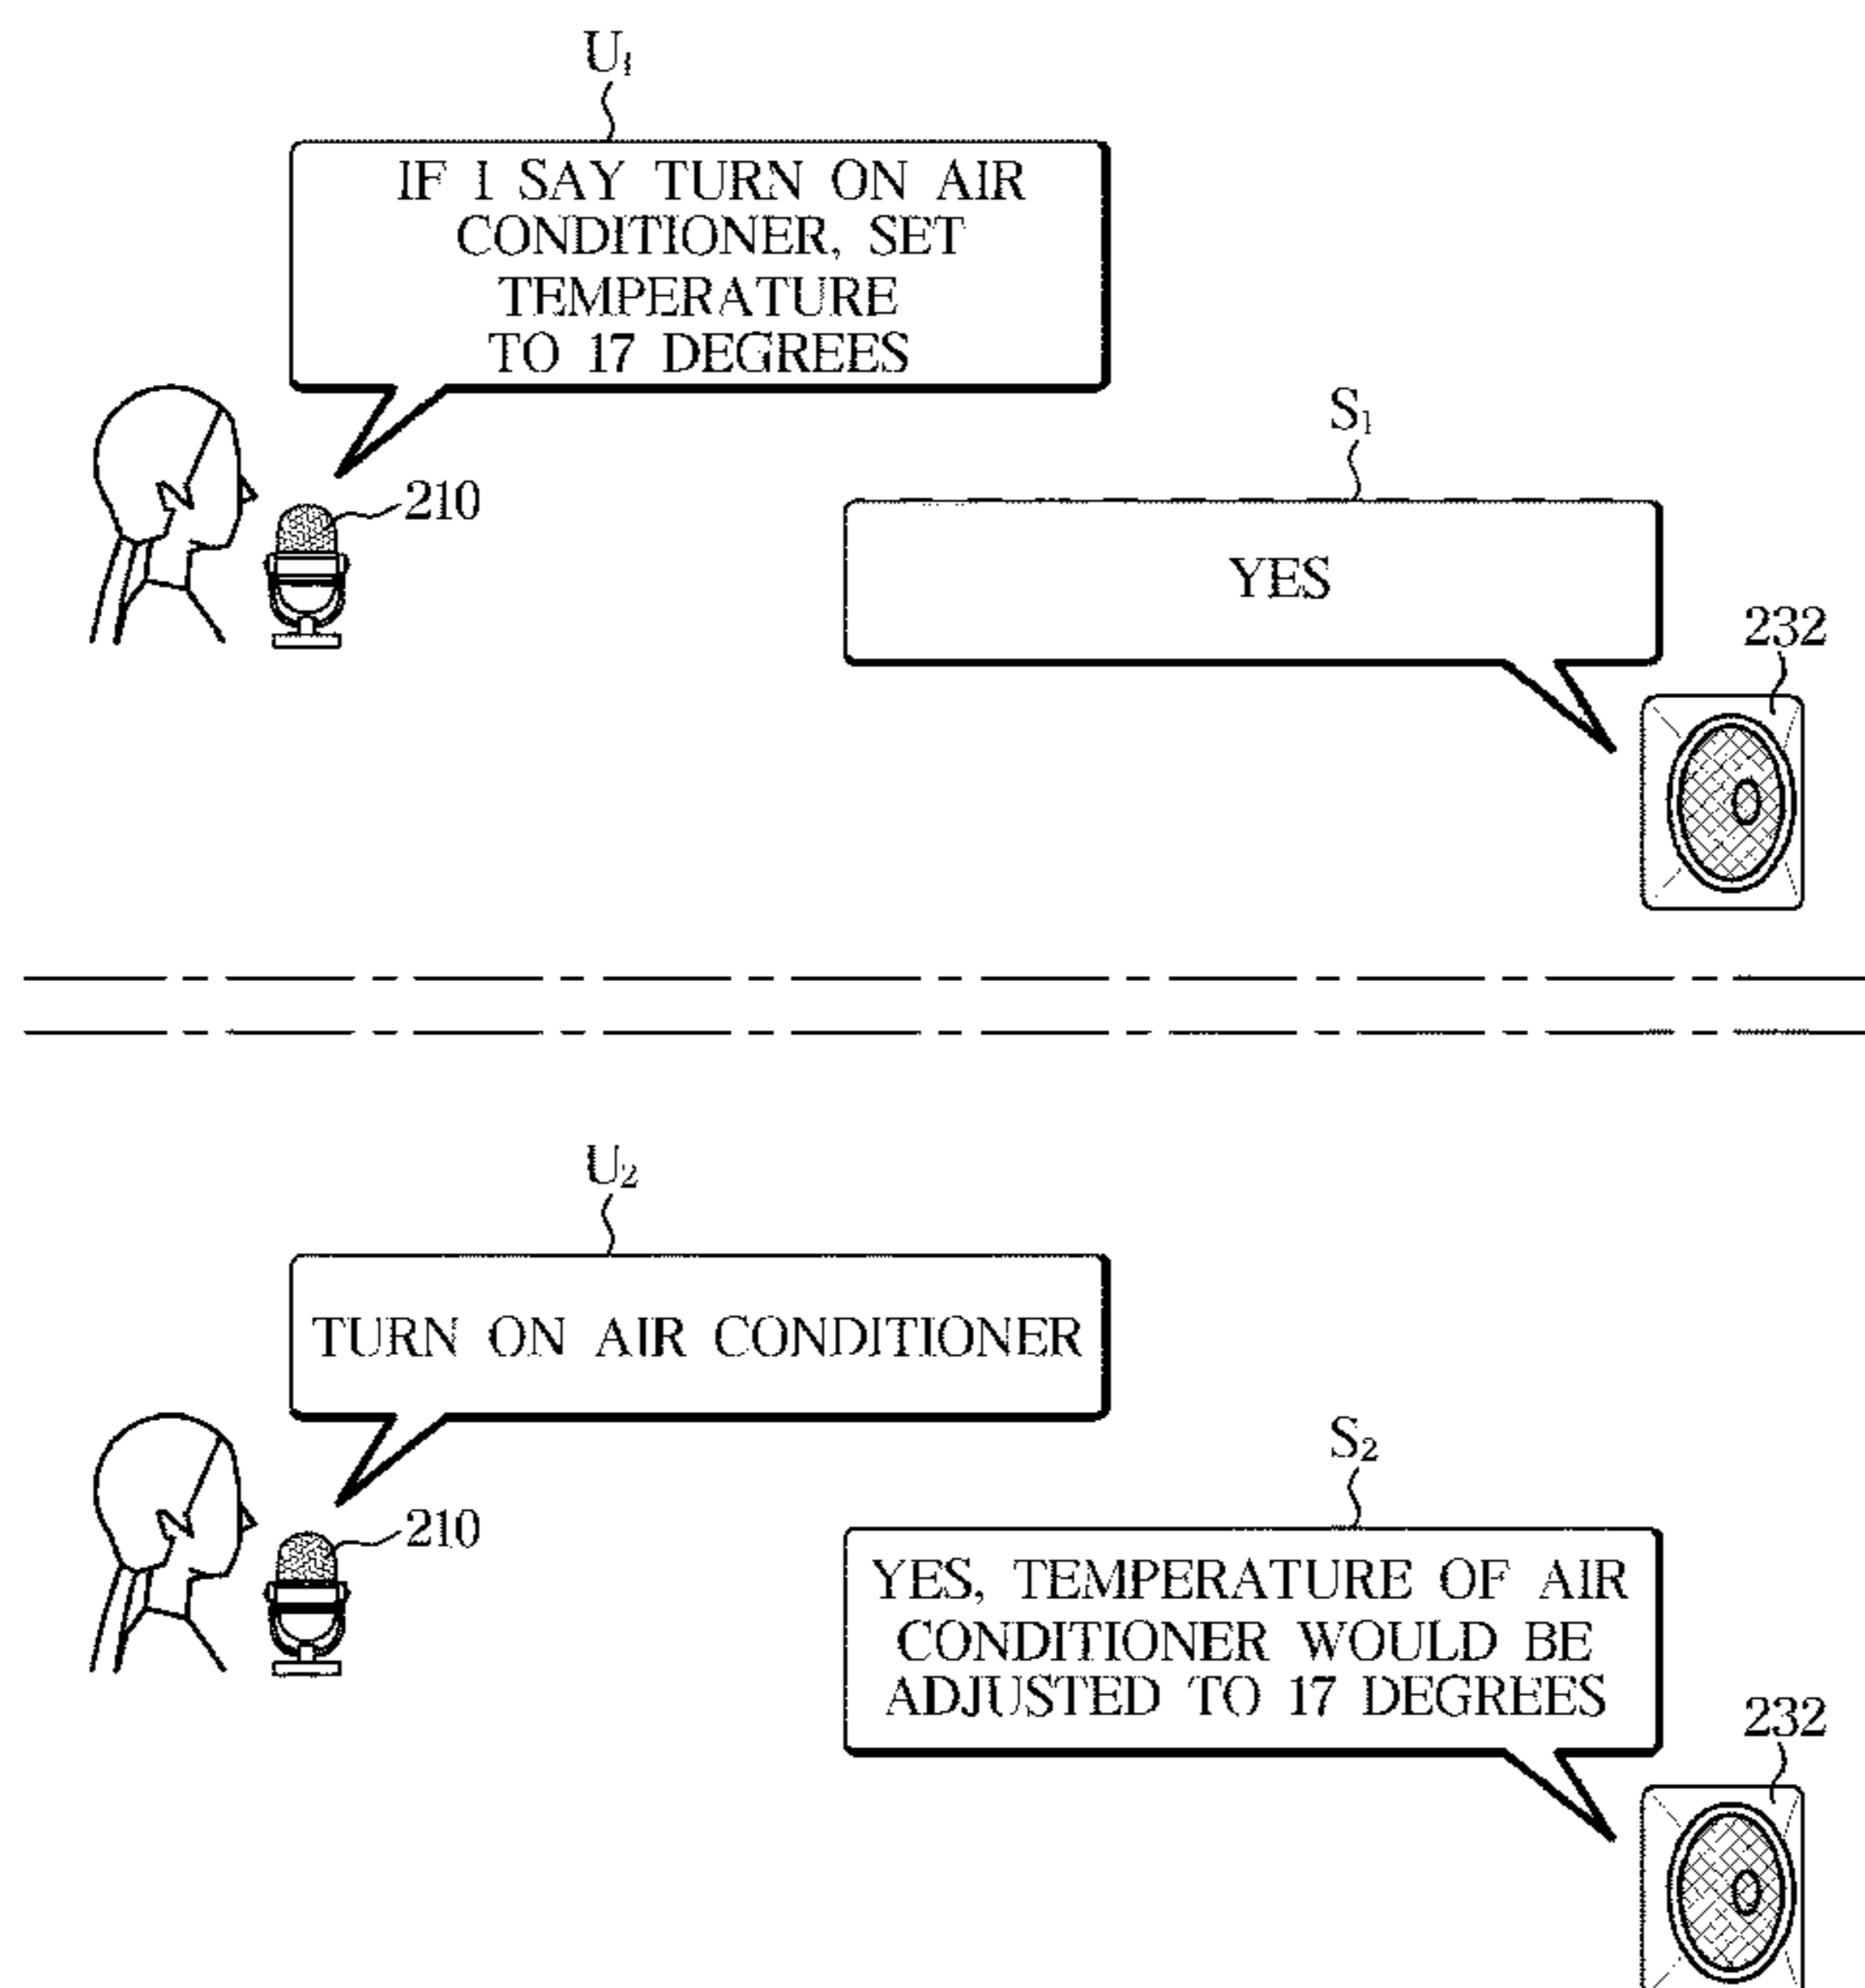 U1
IF I SAY TURN ON AIR
CONDITIONER, SET
TEMPERATURE
TO 17 DEGREES
S1
210
YES
232
U2
TURN ON AIR CONDITIONER
S2
210
YES, TEMPERATURE OF AIR
CONDITIONER WOULD BE
ADJUSTED TO 17 DEGREES
232